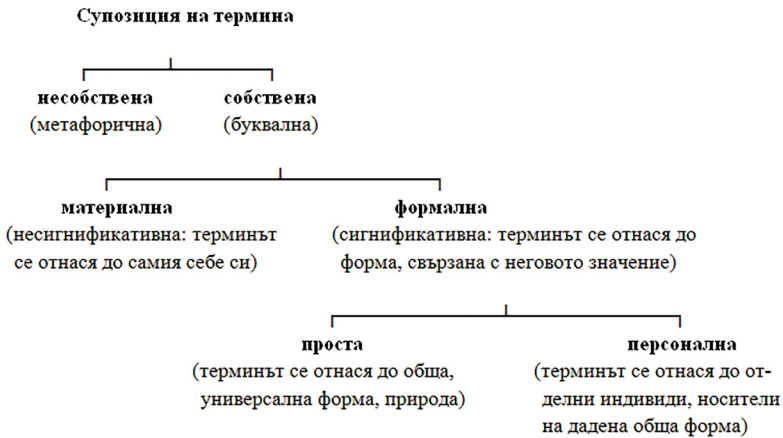 Супозиция на термина
несобствена собствена
(метафорична) (буквална)
материална формална
(несигнификативна: терминът (сигнификативна: терминът се отнася до
се отнася до самия себе си) форма, свързана с неговото значение)
проста персонална
(терминът се отнася до обща, (терминът се отнася до от-
универсална форма, природа) делни индивиди, носители
на дадена обща форма)